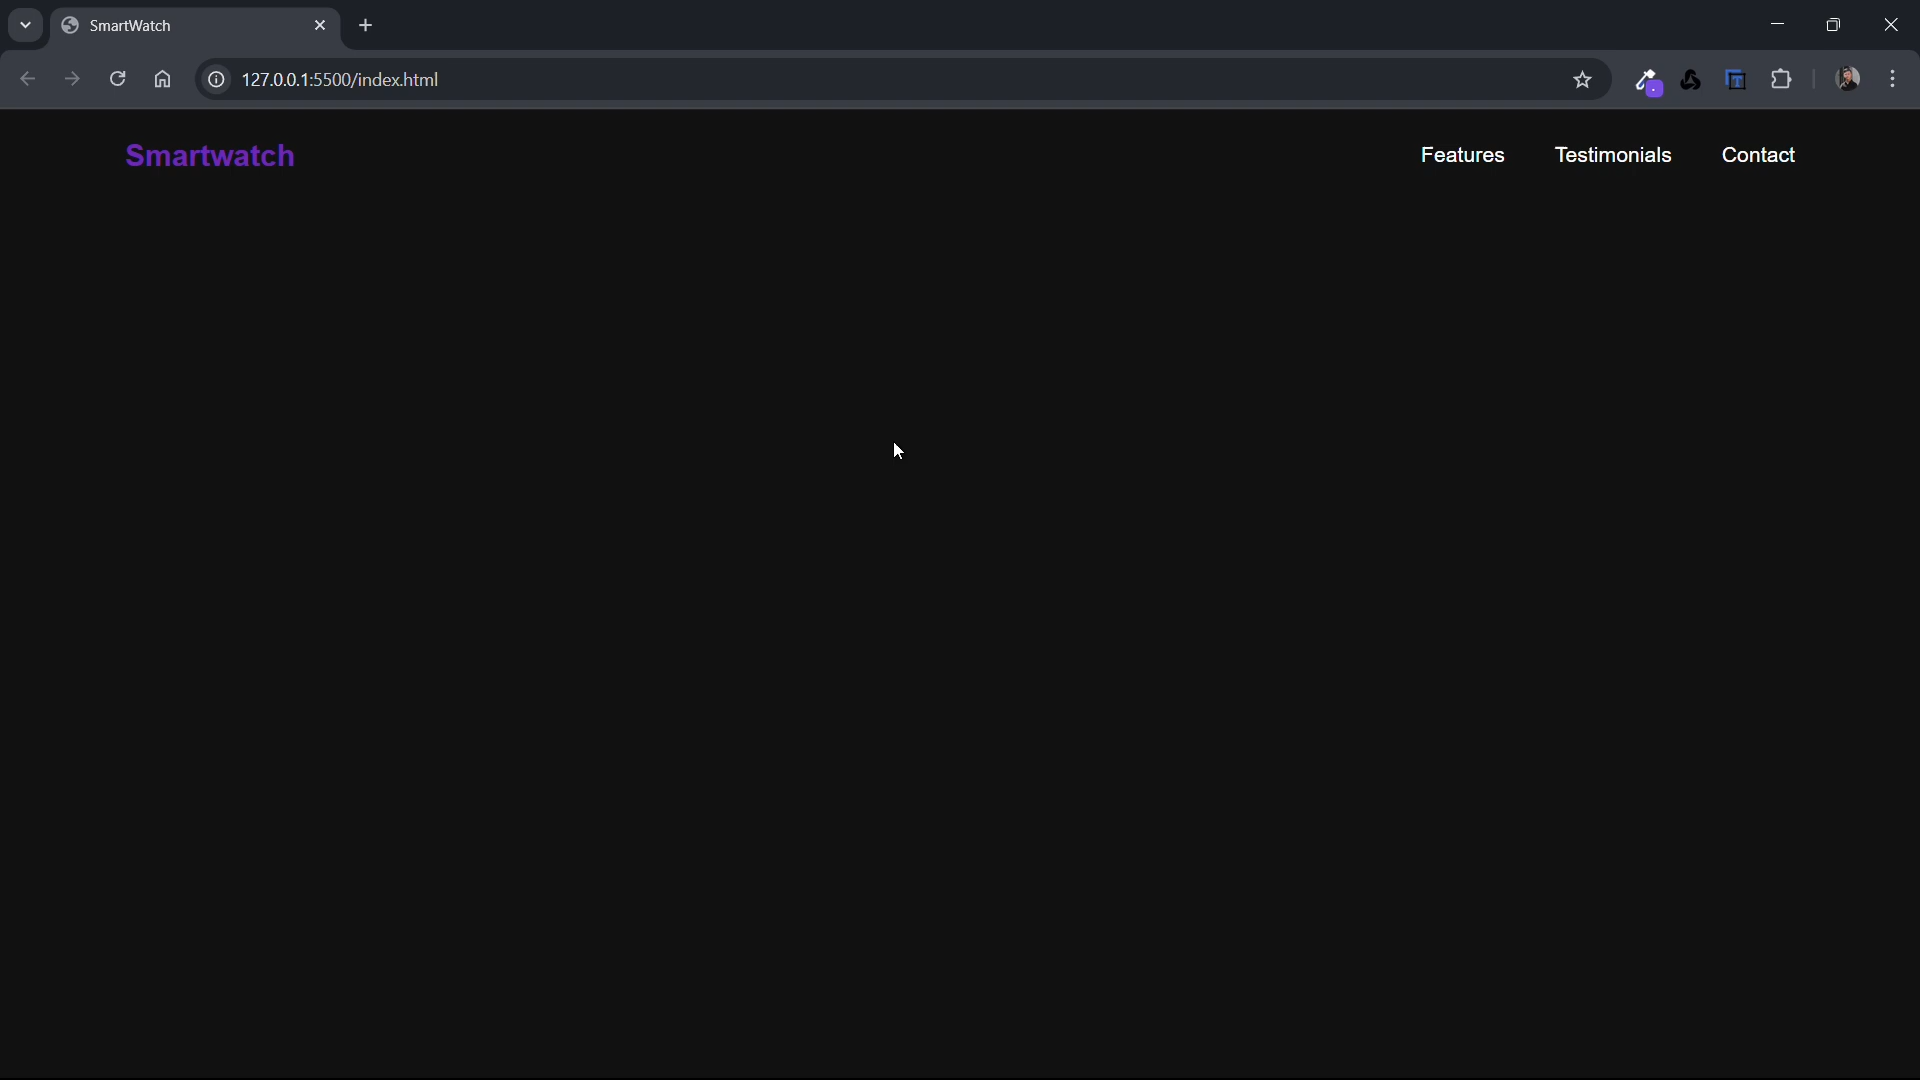 SmartWatch
127.0.0.1:5500/index.html
Smartwatch
Features Testimonials Contact